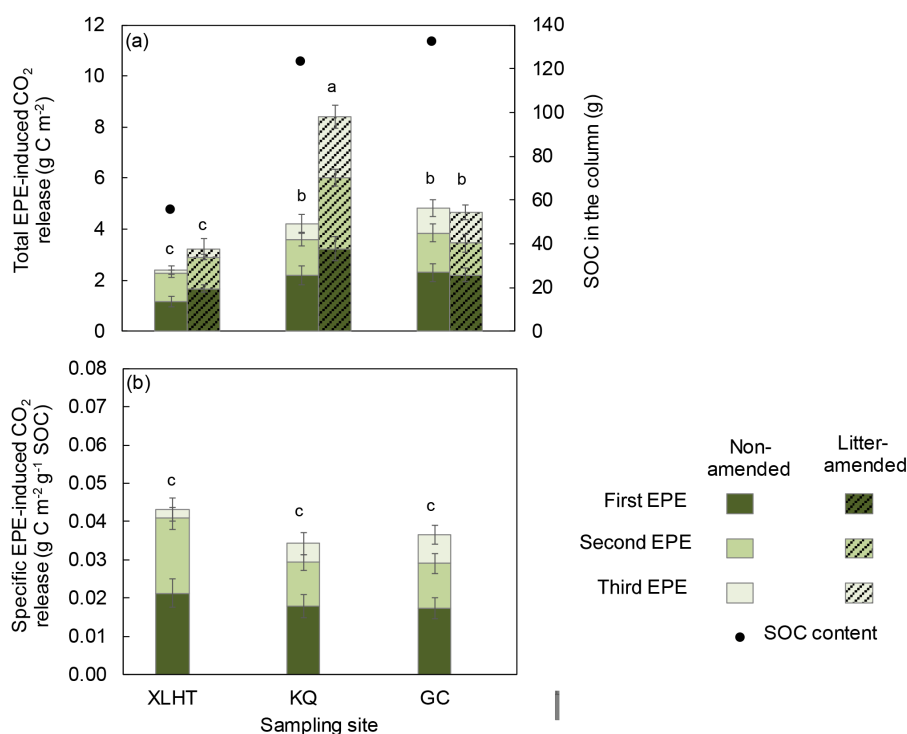 (a)
Total EPE-induced CO2
release (g C m-2)
12
10
8
6
4
2
0
c
c
b
a
b
b
140
120
100
80
60
40
20
0
SOC in the column (g)
(b)
Specific EPE-induced CO2
release (g C m-2 g-1 SOC)
0.08
0.07
0.06
0.05
0.04
0.03
0.02
0.01
0.00
c
c
c
XLHT
KQ
GC
Sampling site
Non-
amended
Litter-
amended
First EPE
Second EPE
Third EPE
SOC content